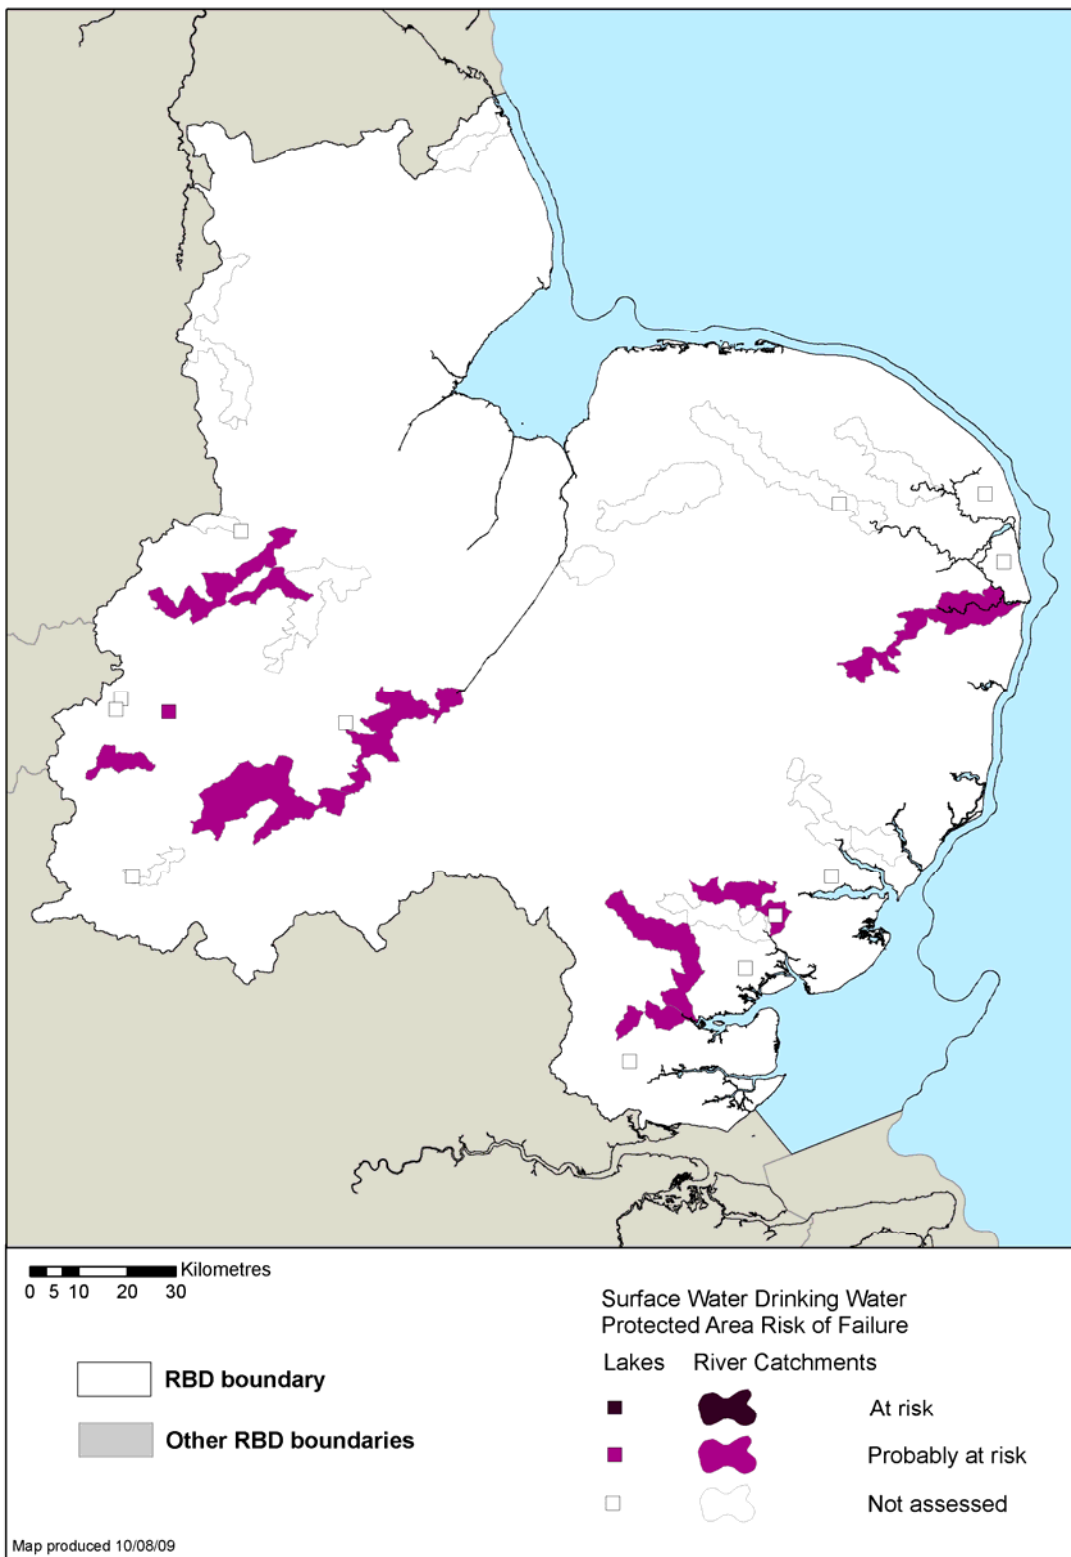 Kilometres
0 5 10 20 30
RBD boundary
Other RBD boundaries
Surface Water Drinking Water
Protected Area Risk of Failure
Lakes River Catchments
At risk
Probably at risk
Not assessed
Map produced 10/08/09